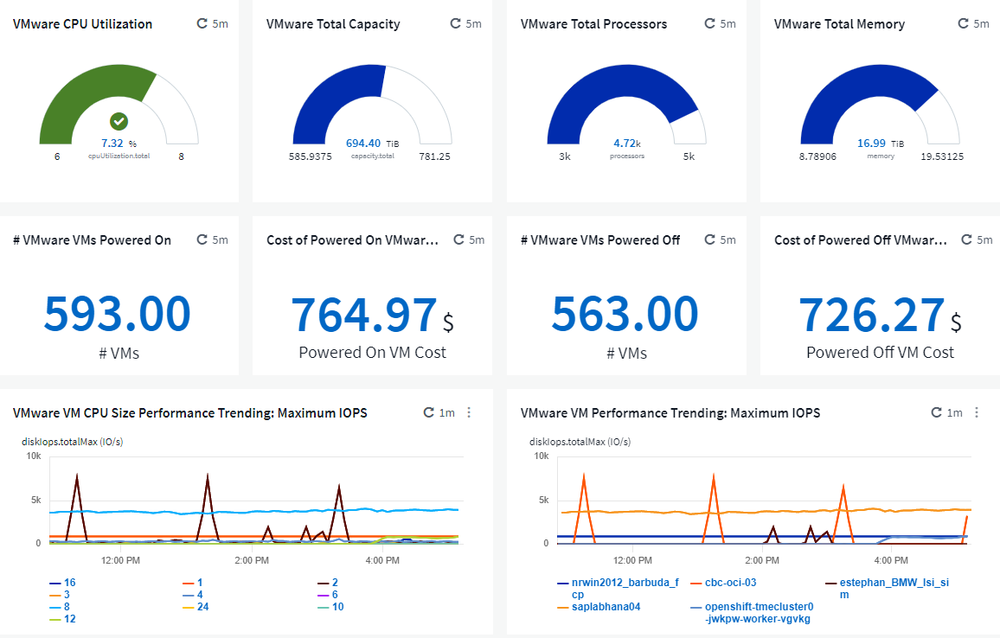 VMware CPU Utilization
5m
7.32 %
cpuUtilization.total
6
8
VMware Total Capacity
5m
694.40 TiB
capacity.total
585.9375
781.25
VMware Total Processors
5m
4.72k
processors
3k
5k
VMware Total Memory
5m
16.99 TiB
memory
8.78906
19.53125
# VMware VMs Powered On
5m
593.00
# VMs
Cost of Powered On VMwar...
5m
764.97 $
Powered On VM Cost
# VMware VMs Powered Off
5m
563.00
# VMs
Cost of Powered Off VMwar...
5m
726.27 $
Powered Off VM Cost
VMware VM CPU Size Performance Trending: Maximum IOPS
1m
diskIops.totalMax (IO/s)
10k
5k
0
12:00 PM
2:00 PM
4:00 PM
16
1
2
3
4
6
8
24
10
12
VMware VM Performance Trending: Maximum IOPS
1m
diskIops.totalMax (IO/s)
10k
5k
0
12:00 PM
2:00 PM
4:00 PM
nrwin2012_barbuda_f
cp
cbc-oci-03
estephan_BMW_lsi_si
m
saplabhana04
openshift-tmecluster0
-jwkpw-worker-vgvkg